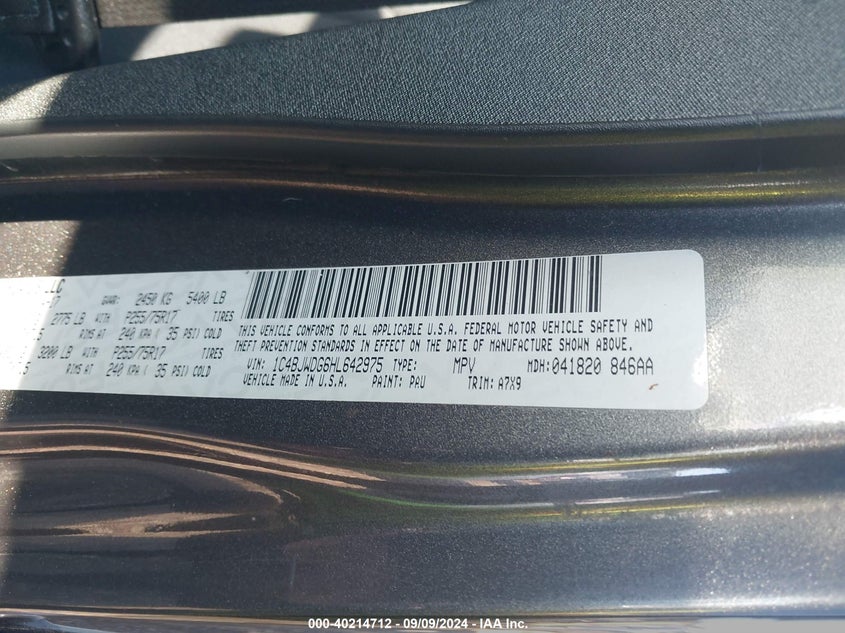 LLC
GVWR: 2450 KG 5400 LB
2775 LB WITH P255/75R17 TIRES
RIMS AT 240 KPA ( 35 PSI) COLD
3200 LB WITH P255/75R17 TIRES
RIMS AT 240 KPA ( 35 PSI) COLD
THIS VEHICLE CONFORMS TO ALL APPLICABLE U.S.A. FEDERAL MOTOR VEHICLE SAFETY AND
THEFT PREVENTION STANDARDS IN EFFECT ON THE DATE OF MANUFACTURE SHOWN ABOVE.
VIN: 1C4BJWDG6HL642975 TYPE: MPV MDH: 041820 846AA
VEHICLE MADE IN U.S.A. PAINT: PAU TRIM: A7X9
000-40214712 - 09/09/2024 - IAA Inc.